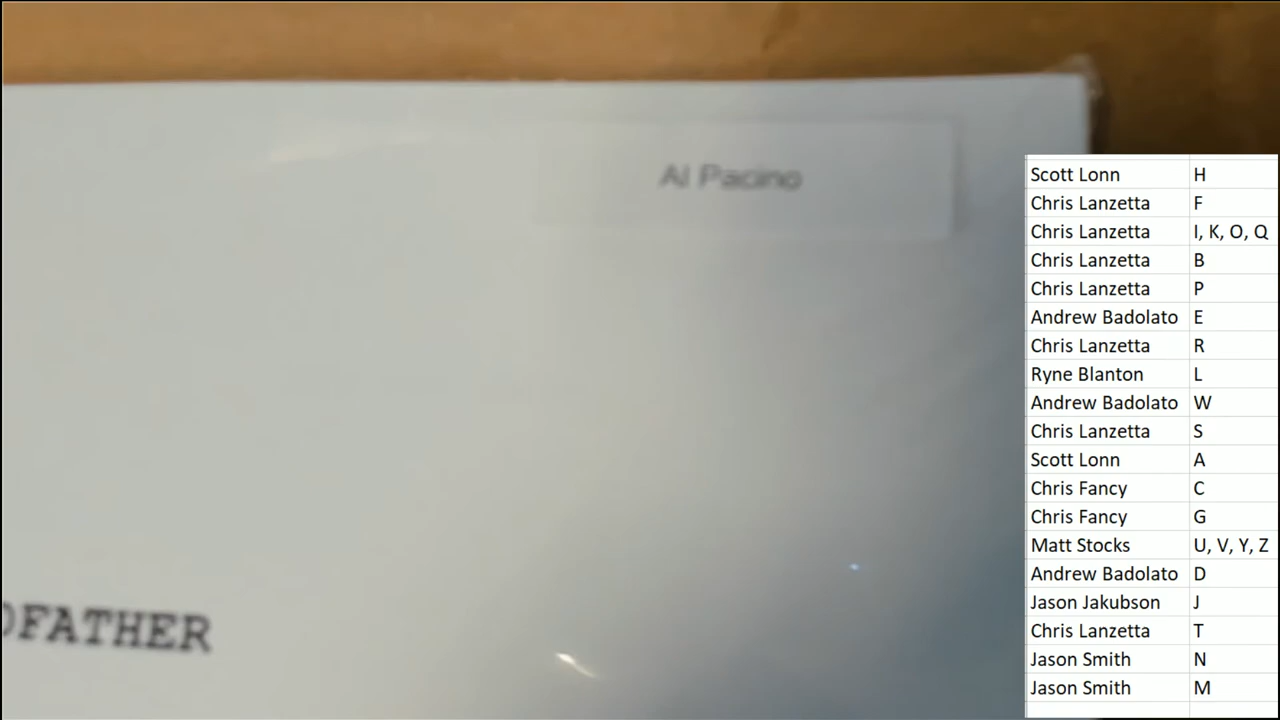 Al Pacino
DFATHER
Scott Lonn H
Chris Lanzetta F
Chris Lanzetta I, K, O, Q
Chris Lanzetta B
Chris Lanzetta P
Andrew Badolato E
Chris Lanzetta R
Ryne Blanton L
Andrew Badolato W
Chris Lanzetta S
Scott Lonn A
Chris Fancy C
Chris Fancy G
Matt Stocks U, V, Y, Z
Andrew Badolato D
Jason Jakubson J
Chris Lanzetta T
Jason Smith N
Jason Smith M